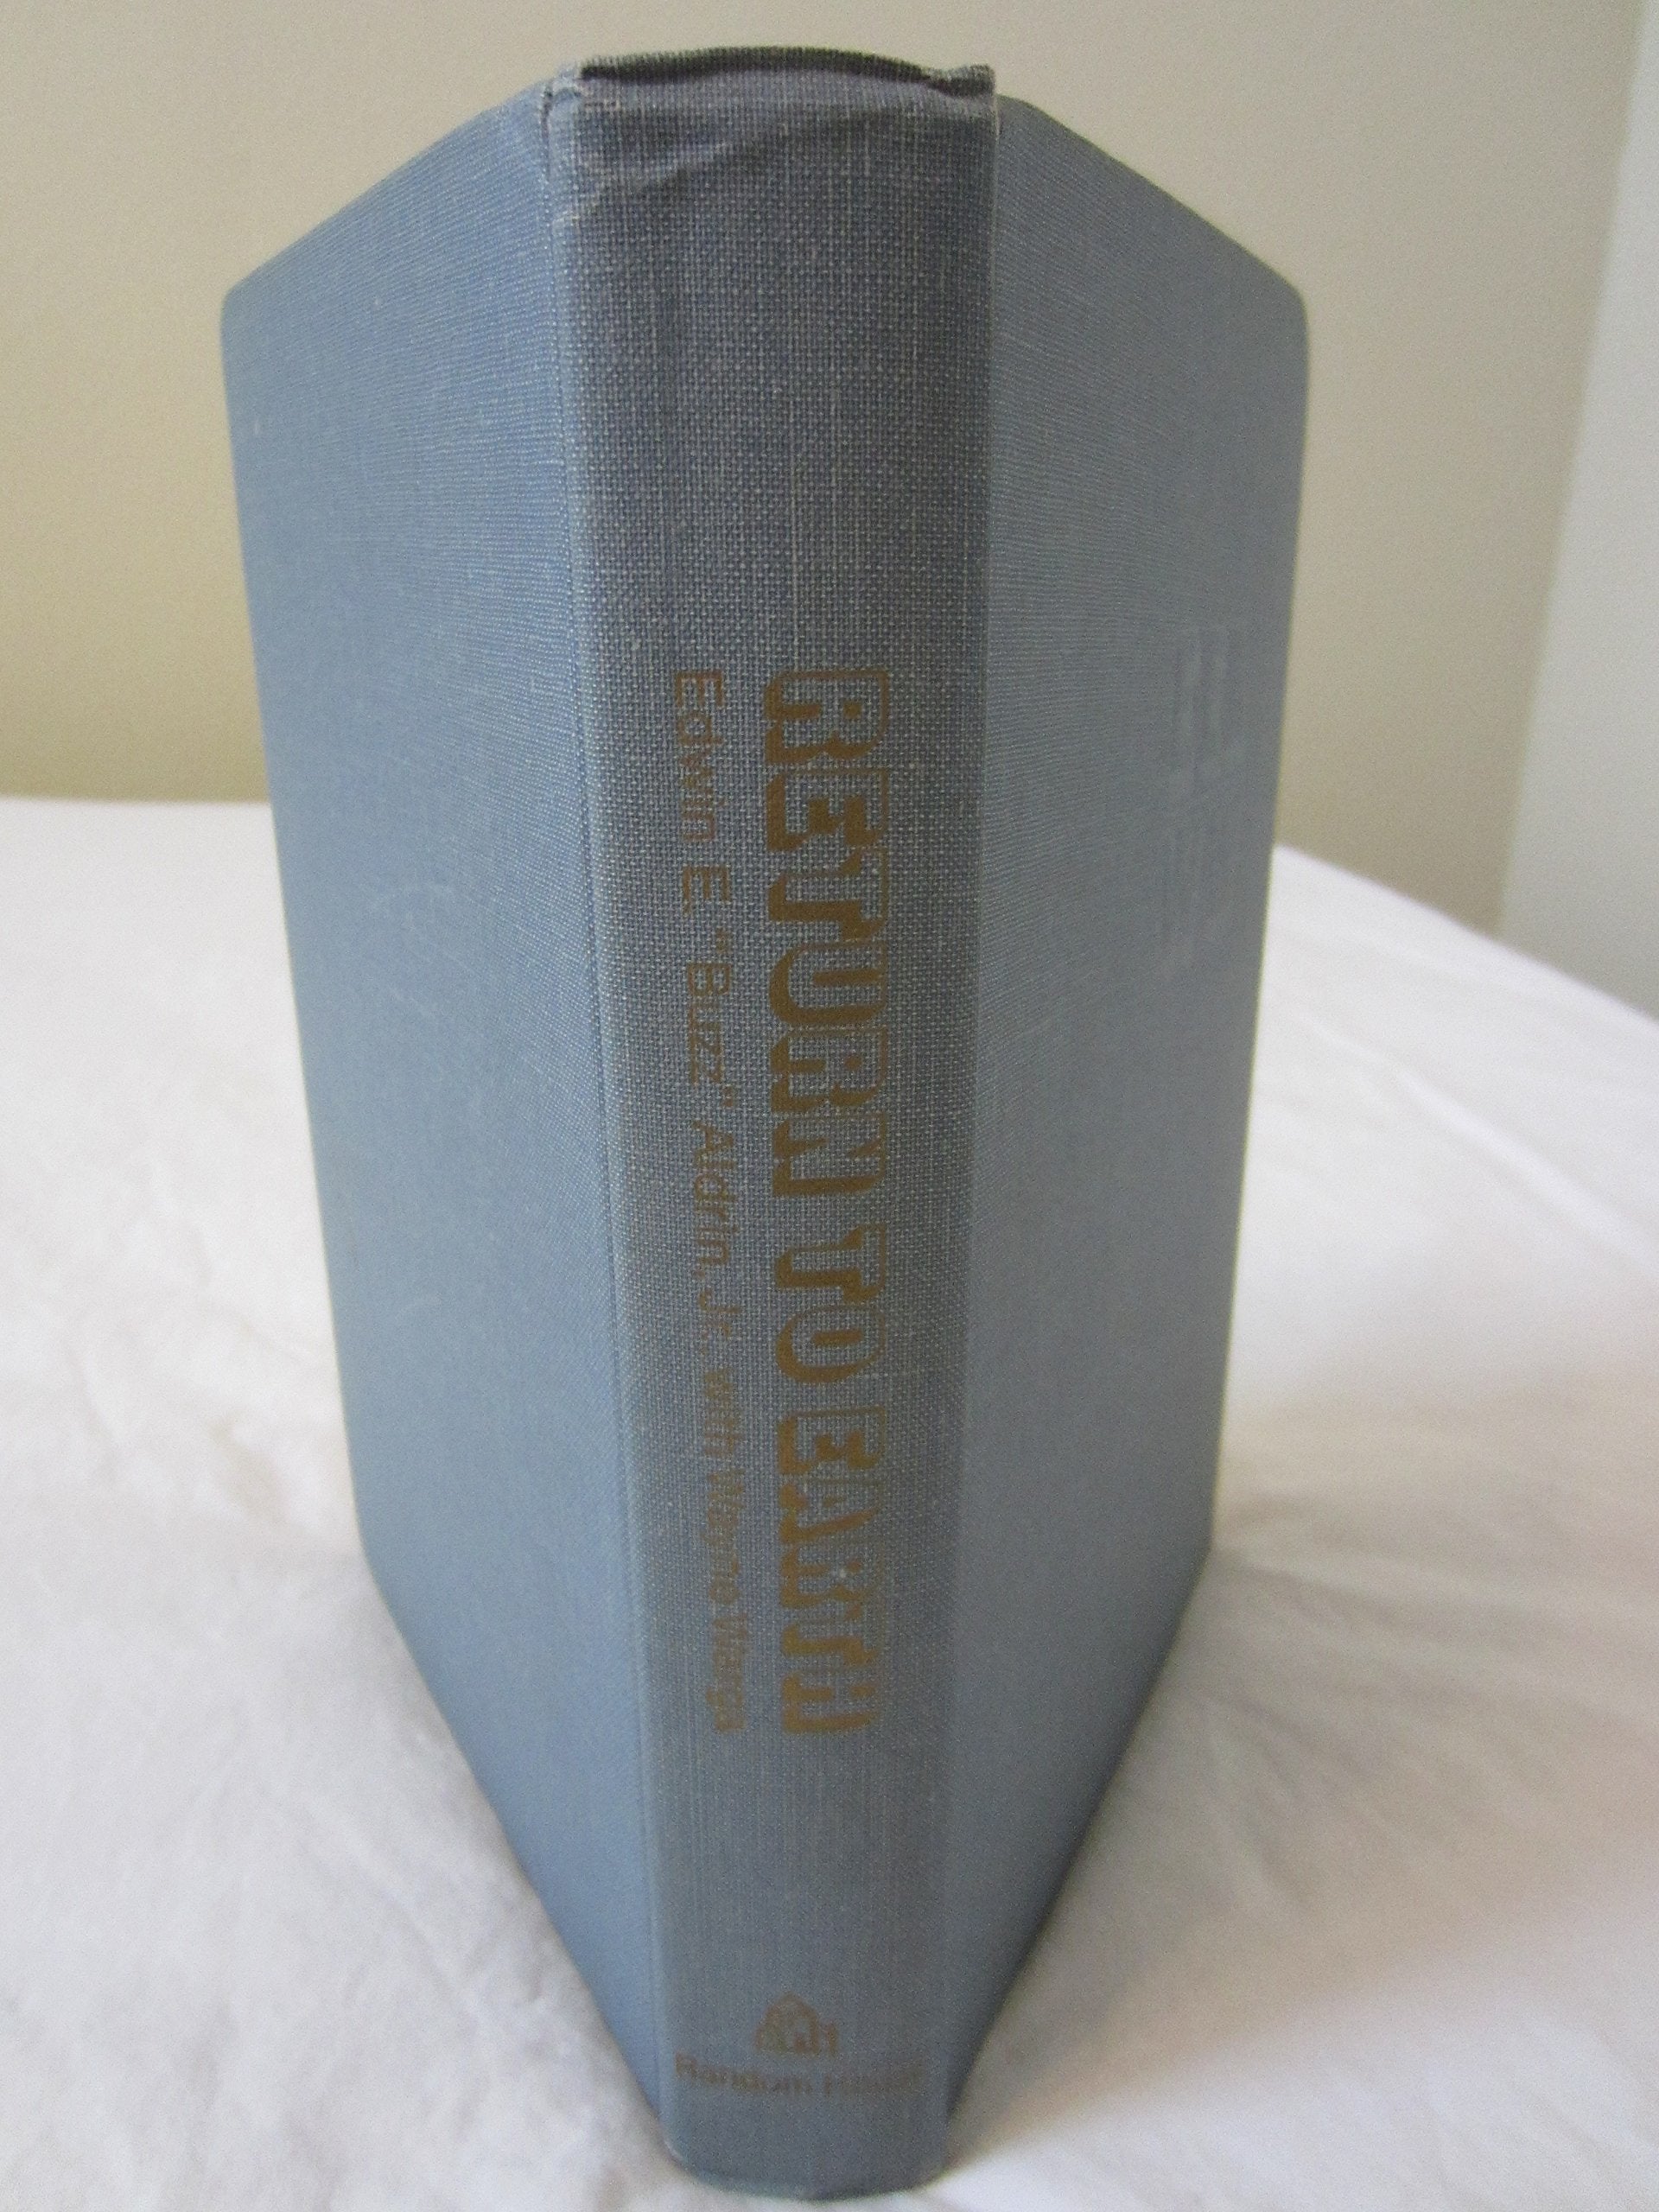 RETURN TO EARTH
Edwin E. "Buzz" Aldrin, Jr., with Wayne Warga
Random House